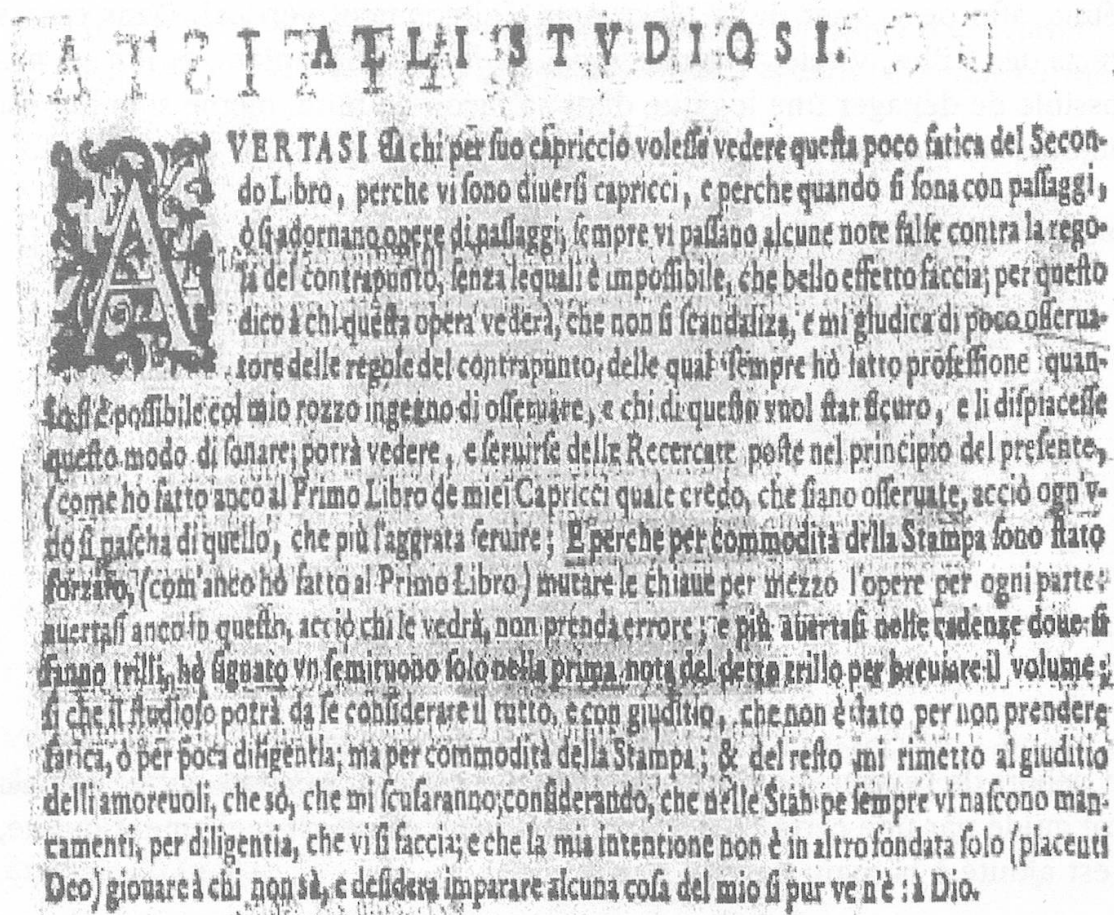 ALLI STVDIOSI.
AVERTASI da chi per ſuo capriccio voleſſe vedere queſta poco fatica del Secon-
do Libro, perche vi ſono diuerſi capricci, e perche quando ſi ſona con paſſaggi,
ò ſi adornano opere di paſſaggi, ſempre vi paſſano alcune note falſe contra la rego-
la del contrapunto, ſenza lequali è impoſſibile, che bello effetto faccia; per queſto
dico à chi queſta opera vederà, che non ſi ſcandaliza, e mi giudica di poco oſſerua-
tore delle regole del contrapunto, delle quali ſempre hò fatto profeſſione quan-
to ſi è poſſibile col mio rozzo ingegno di oſſeruare, e chi di queſto vuol ſtar ſicuro, e li diſpiaceſſe
queſto modo di ſonare; potrà vedere, e ſeruirſe delle Recercate poſte nel principio del preſente,
(come hò fatto anco al Primo Libro de miei Capricci quale credo, che ſiano oſſeruate, acciò ogn'v-
no ſi paſcha di quello, che più l'aggrata ſeruire; E perche per commodità della Stampa ſono ſtato
forzato, (com'anco hò fatto al Primo Libro) mutare le chiaue per mezzo l'opere per ogni parte:
auertaſi anco in queſto, acciò chi le vedrà, non prenda errore; e più auertaſi nelle cadenze doue ſi
fanno trilli, hò ſignato vn ſemituono ſolo nella prima nota del detto trillo per breuiare il volume;
ſi che il ſtudioſo potrà da ſe conſiderare il tutto, e con giuditio, che non è ſtato per non prendere
fatica, ò per poca diligentia; ma per commodità della Stampa; & del reſto mi rimetto al giuditio
delli amoreuoli, che sò, che mi ſcuſaranno; conſiderando, che nelle Stampe ſempre vi naſcono man-
camenti, per diligentia, che vi ſi faccia; e che la mia intentione non è in altro fondata ſolo (placenti
Deo) giouare à chi non sà, e deſidera imparare alcuna coſa del mio ſi pur ve n'è: à Dio.